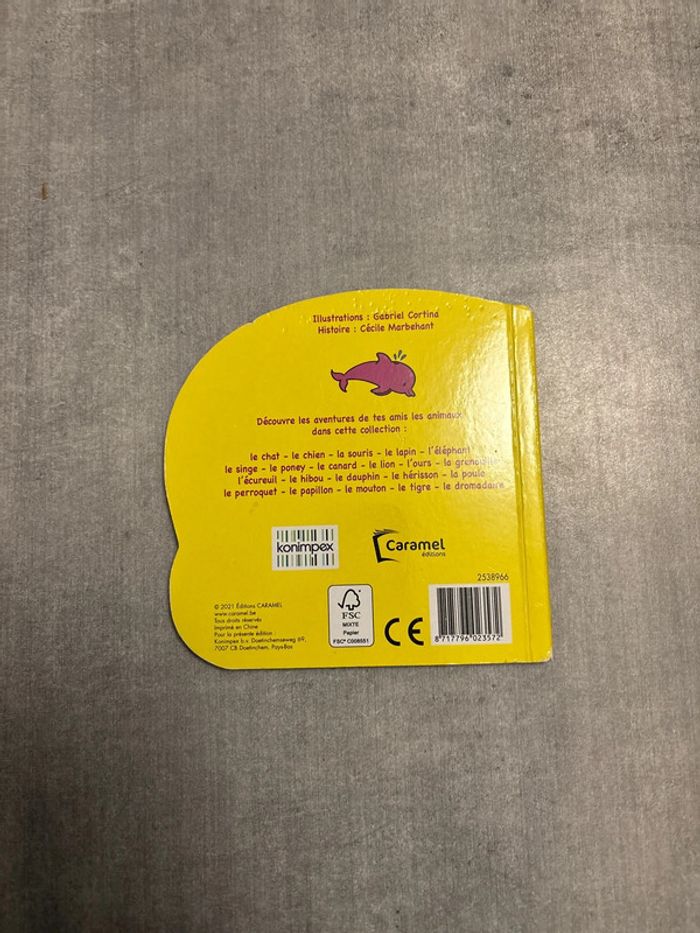 Illustrations : Gabriel Cortina
Histoire : Cécile Marbehant
Découvre les aventures de tes amis les animaux
dans cette collection :
le chat - le chien - la souris - le lapin - l'éléphant
le singe - le poney - le canard - le lion - l'ours - la grenouille
l'écureuil - le hibou - le dauphin - le hérisson - la poule
le perroquet - le papillon - le mouton - le tigre - le dromadaire
konimpex
Caramel
éditions
2538966
© 2021 Éditions CARAMEL
www.caramel.be
Tous droits réservés
Imprimé en Chine
Pour la présente édition :
Konimpex b.v. Doetinchemseweg 69,
7007 CB Doetinchem, Pays-Bas
FSC
MIXTE
Papier
FSC® C008551
CE
8 717796 023572